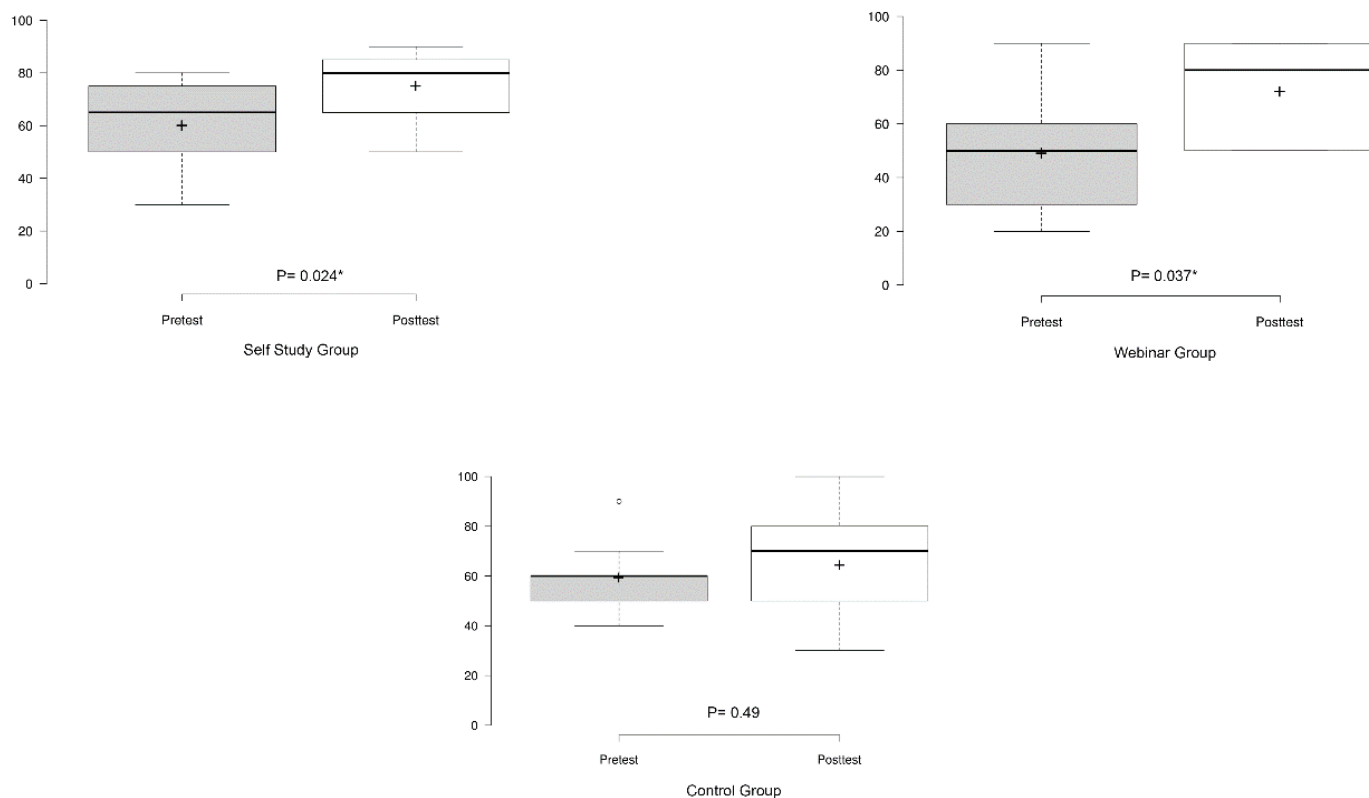 100
80
60
40
20
0
P= 0.024*
Pretest Posttest
Self Study Group
100
80
60
40
20
0
P= 0.037*
Pretest Posttest
Webinar Group
100
80
60
40
20
0
P= 0.49
Pretest Posttest
Control Group